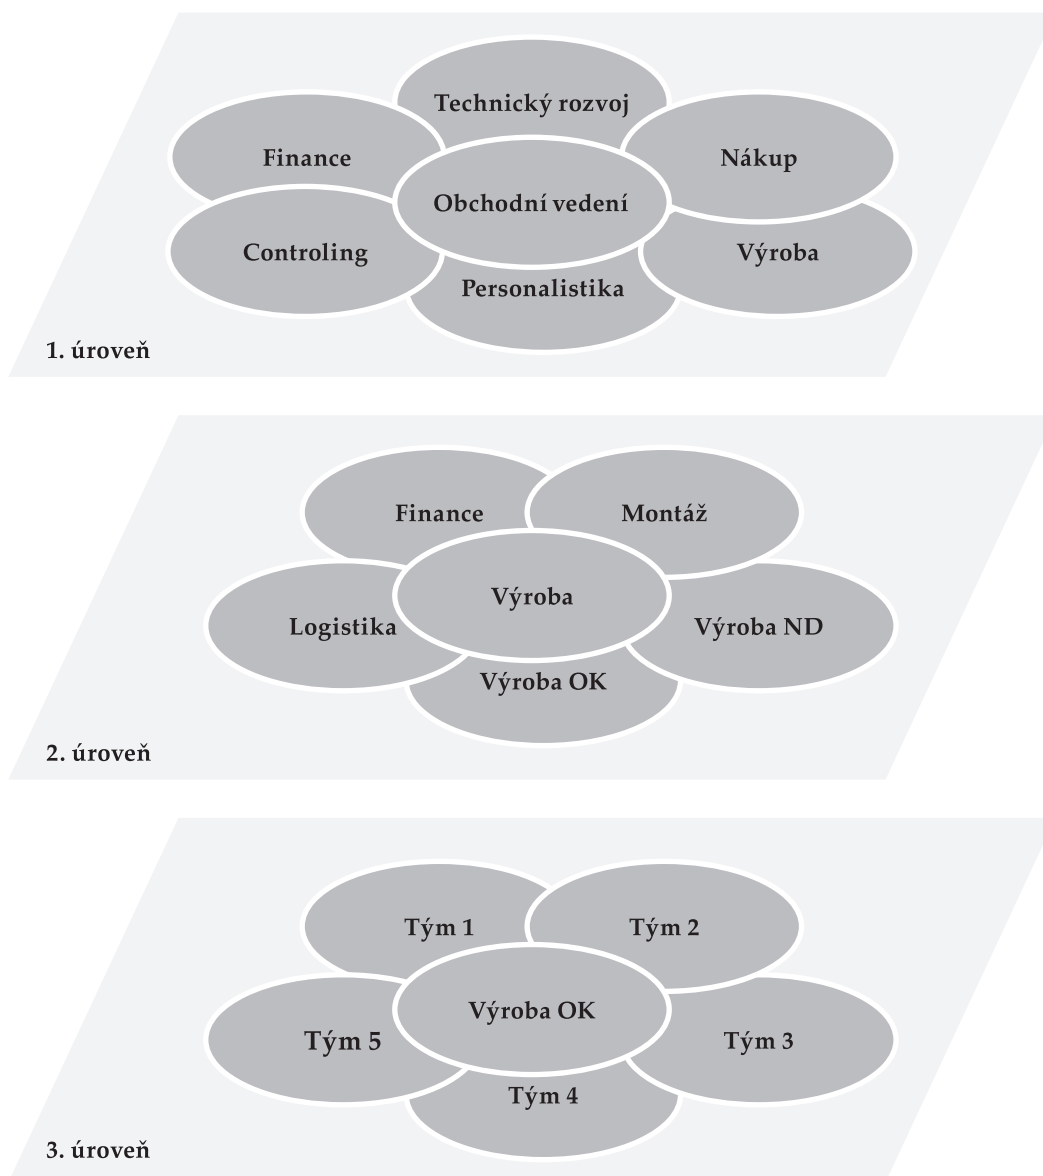 Technický rozvoj
Finance
Nákup
Obchodní vedení
Controling
Výroba
Personalistika
1. úroveň
Finance
Montáž
Výroba
Logistika
Výroba ND
Výroba OK
2. úroveň
Tým 1
Tým 2
Výroba OK
Tým 5
Tým 3
Tým 4
3. úroveň